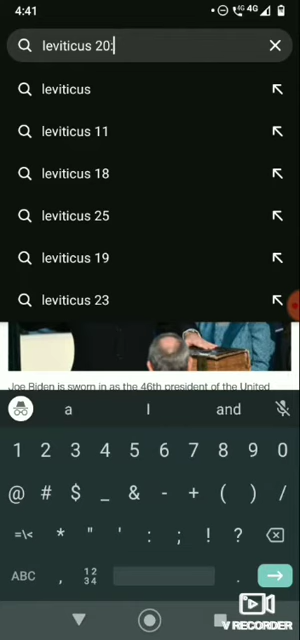 4:41
4G 4G
leviticus 20:
leviticus
leviticus 11
leviticus 18
leviticus 25
leviticus 19
leviticus 23
Joe Biden is sworn in as the 46th president of the United
a I and
1 2 3 4 5 6 7 8 9 0
@ # $ _ & - + ( ) /
=\< * " ' : ; ! ?
ABC , 12 34 .
V RECORDER